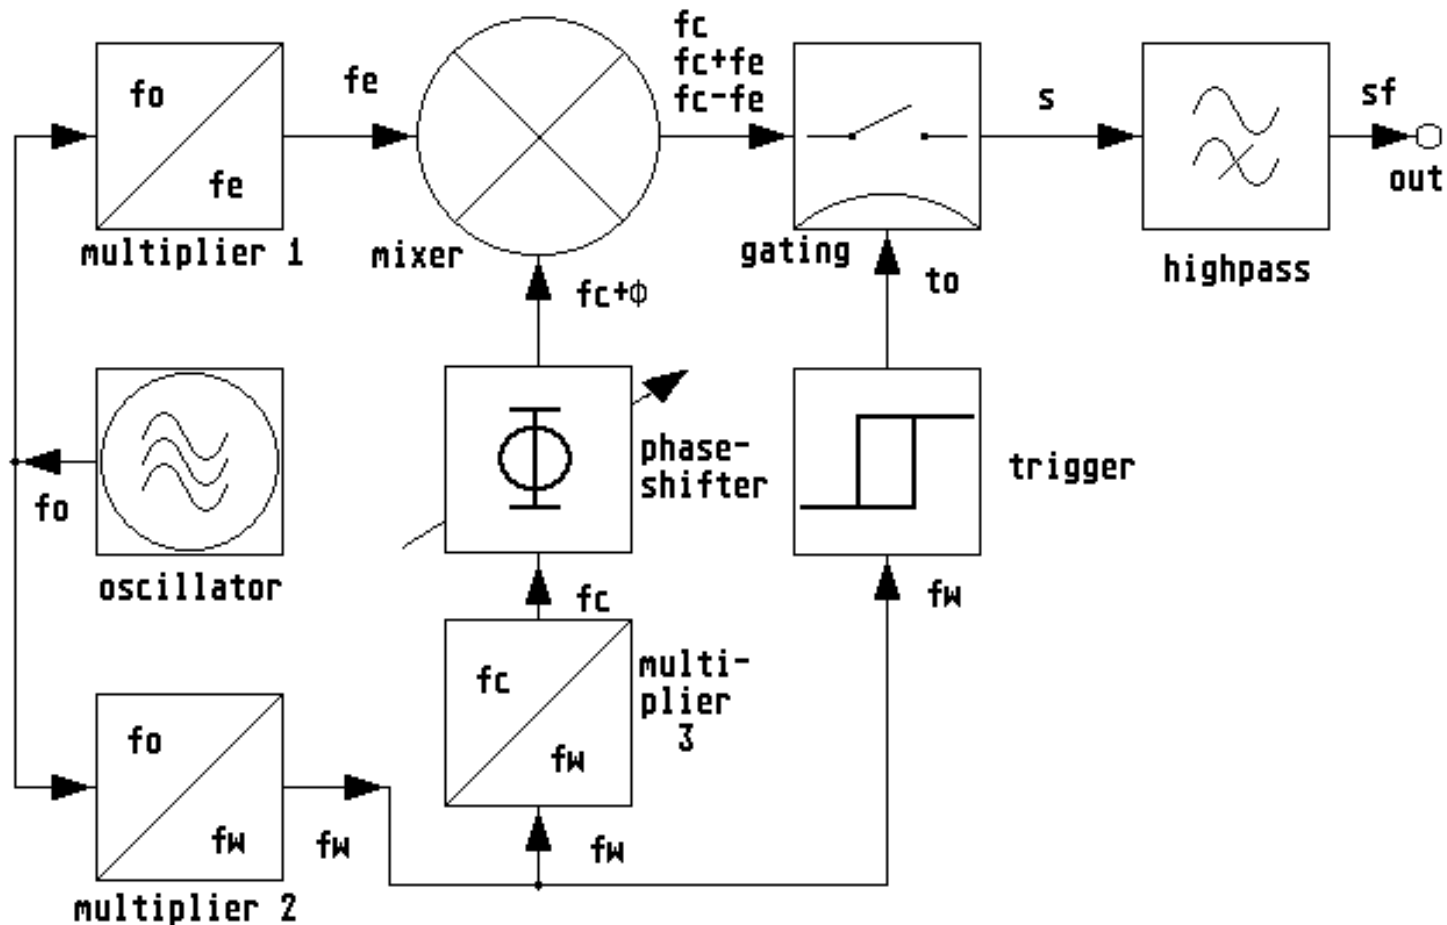 fo
fe
multiplier 1
fe
mixer
fc
fc+fe
fc-fe
gating
s
highpass
sf
out
fc+Φ
to
fo
oscillator
Φ
phase-
shifter
trigger
fc
fw
fc
fw
multi-
plier
3
fw
fo
fw
multiplier 2
fw